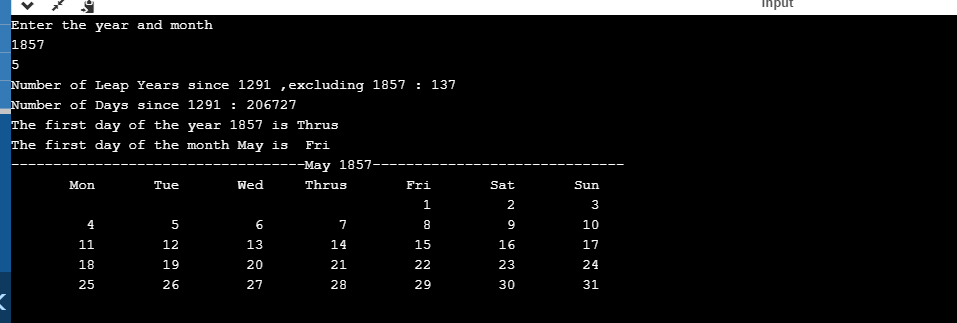 Input
Enter the year and month
1857
5
Number of Leap Years since 1291 ,excluding 1857 : 137
Number of Days since 1291 : 206727
The first day of the year 1857 is Thrus
The first day of the month May is  Fri
-----------------------------------May 1857------------------------------
Mon Tue Wed Thrus Fri Sat Sun
1 2 3
4 5 6 7 8 9 10
11 12 13 14 15 16 17
18 19 20 21 22 23 24
25 26 27 28 29 30 31